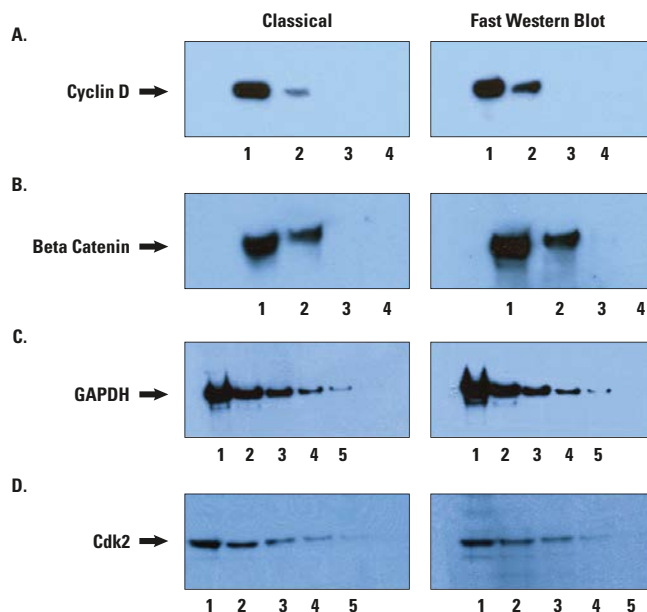 Classical Fast Western Blot
A.
Cyclin D
1 2 3 4 1 2 3 4
B.
Beta Catenin
1 2 3 4 1 2 3 4
C.
GAPDH
1 2 3 4 5 1 2 3 4 5
D.
Cdk2
1 2 3 4 5 1 2 3 4 5